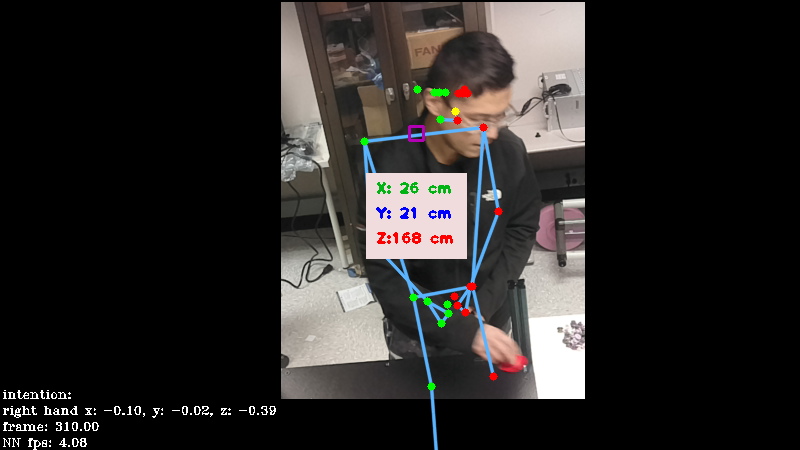 FAN
X: 26 cm
Y: 21 cm
Z:168 cm
intention:
right hand x: -0.10, y: -0.02, z: -0.39
frame: 310.00
NN fps: 4.08